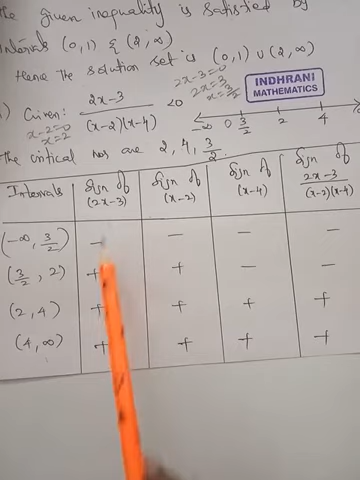 The given inequality is satisfied by
Intervals (0,1) & (2,∞)
Hence The solution set is (0,1) ∪ (2,∞)
2x-3=0
2x=3
x=3/2
INDHRANI
MATHEMATICS
Given: (2x-3)/((x-2)(x-4)) <0
x-2=0
x=2
-∞ 0 3/2 2 4
The critical nos are 2, 4, 3/2
Intervals | Sign of (2x-3) | Sign of (x-2) | Sign of (x-4) | Sign of (2x-3)/((x-2)(x-4))
(-∞, 3/2) | - | - | - | -
(3/2, 2) | + | + | - | -
(2, 4) | + | + | + | +
(4, ∞) | + | + | + | +